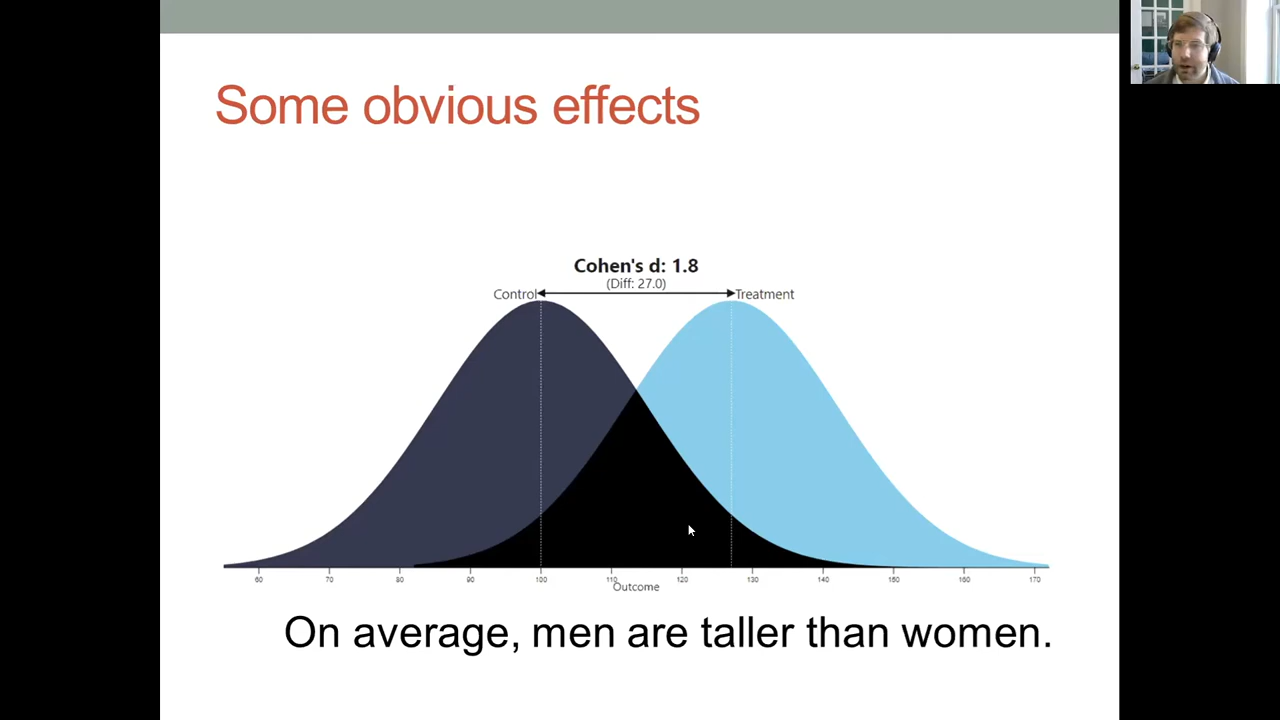 Some obvious effects
Cohen's d: 1.8
(Diff: 27.0)
Control
Treatment
60 70 80 90 100 110 120 130 140 150 160 170
Outcome
On average, men are taller than women.